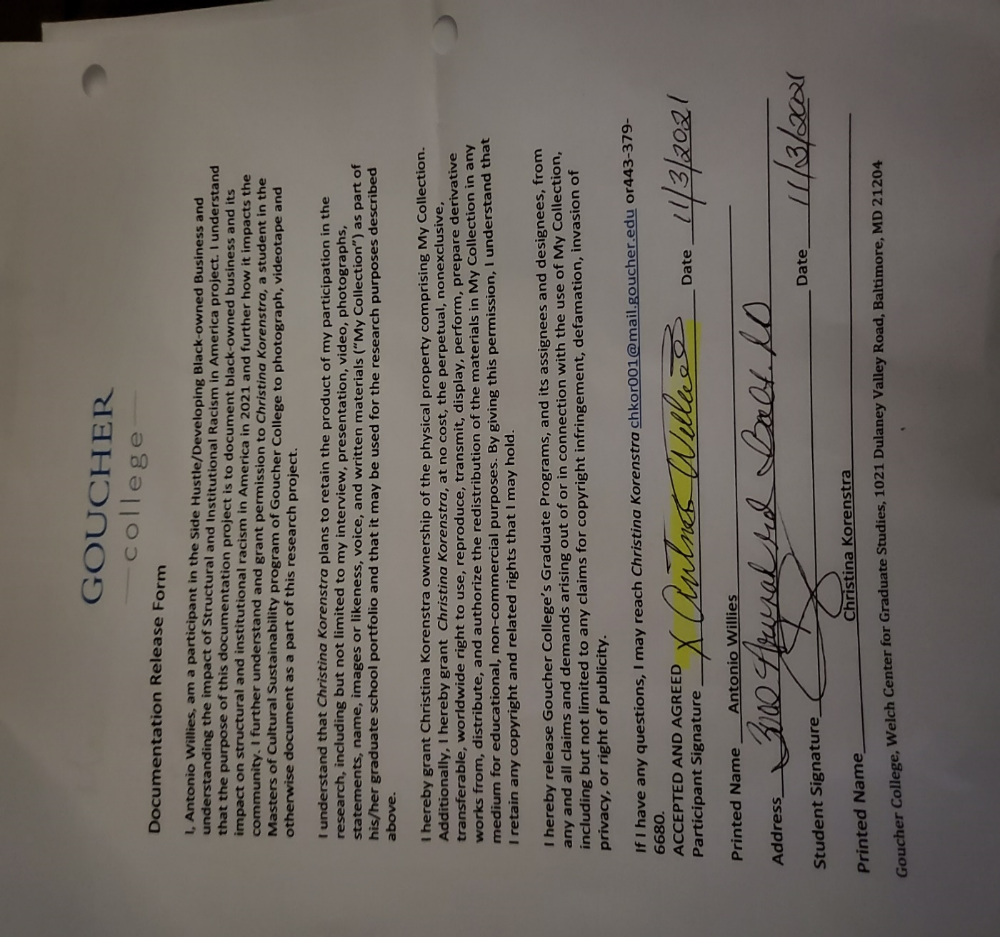 GOUCHER
college
Documentation Release Form
I, Antonio Willies, am a participant in the Side Hustle/Developing Black-owned Business and
understanding the impact of Structural and Institutional Racism in America project. I understand
that the purpose of this documentation project is to document black-owned business and its
impact on structural and institutional racism in America in 2021 and further how it impacts the
community. I further understand and grant permission to Christina Korenstra, a student in the
Masters of Cultural Sustainability program of Goucher College to photograph, videotape and
otherwise document as a part of this research project.
I understand that Christina Korenstra plans to retain the product of my participation in the
research, including but not limited to my interview, presentation, video, photographs,
statements, name, images or likeness, voice, and written materials (“My Collection”) as part of
his/her graduate school portfolio and that it may be used for the research purposes described
above.
I hereby grant Christina Korenstra ownership of the physical property comprising My Collection.
Additionally, I hereby grant Christina Korenstra, at no cost, the perpetual, nonexclusive,
transferable, worldwide right to use, reproduce, transmit, display, perform, prepare derivative
works from, distribute, and authorize the redistribution of the materials in My Collection in any
medium for educational, non-commercial purposes. By giving this permission, I understand that
I retain any copyright and related rights that I may hold.
I hereby release Goucher College’s Graduate Programs, and its assignees and designees, from
any and all claims and demands arising out of or in connection with the use of My Collection,
including but not limited to any claims for copyright infringement, defamation, invasion of
privacy, or right of publicity.
If I have any questions, I may reach Christina Korenstra chkor001@mail.goucher.edu or443-379-
6680.
ACCEPTED AND AGREED
Participant Signature X Date 11/3/2021
Printed Name Antonio Willies
Address Balt. MD
Student Signature Date 11/3/2021
Christina Korenstra
Printed Name
Goucher College, Welch Center for Graduate Studies, 1021 Dulaney Valley Road, Baltimore, MD 21204